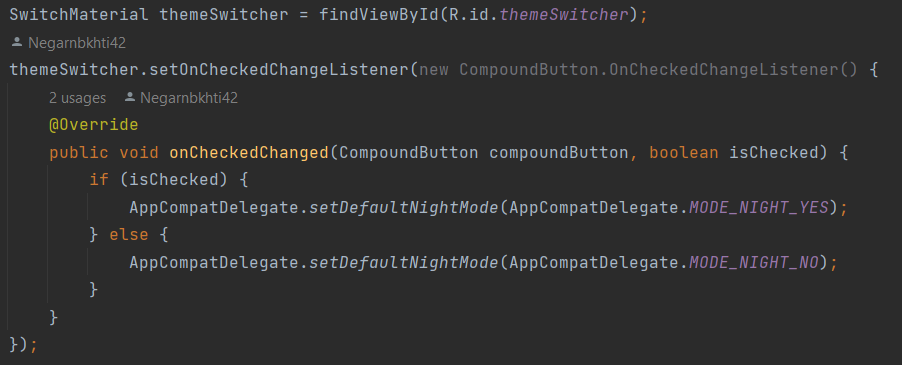 SwitchMaterial themeSwitcher = findViewById(R.id.themeSwitcher);
Negarnbkhti42
themeSwitcher.setOnCheckedChangeListener(new CompoundButton.OnCheckedChangeListener() {
2 usages Negarnbkhti42
@Override
public void onCheckedChanged(CompoundButton compoundButton, boolean isChecked) {
if (isChecked) {
AppCompatDelegate.setDefaultNightMode(AppCompatDelegate.MODE_NIGHT_YES);
} else {
AppCompatDelegate.setDefaultNightMode(AppCompatDelegate.MODE_NIGHT_NO);
}
}
});